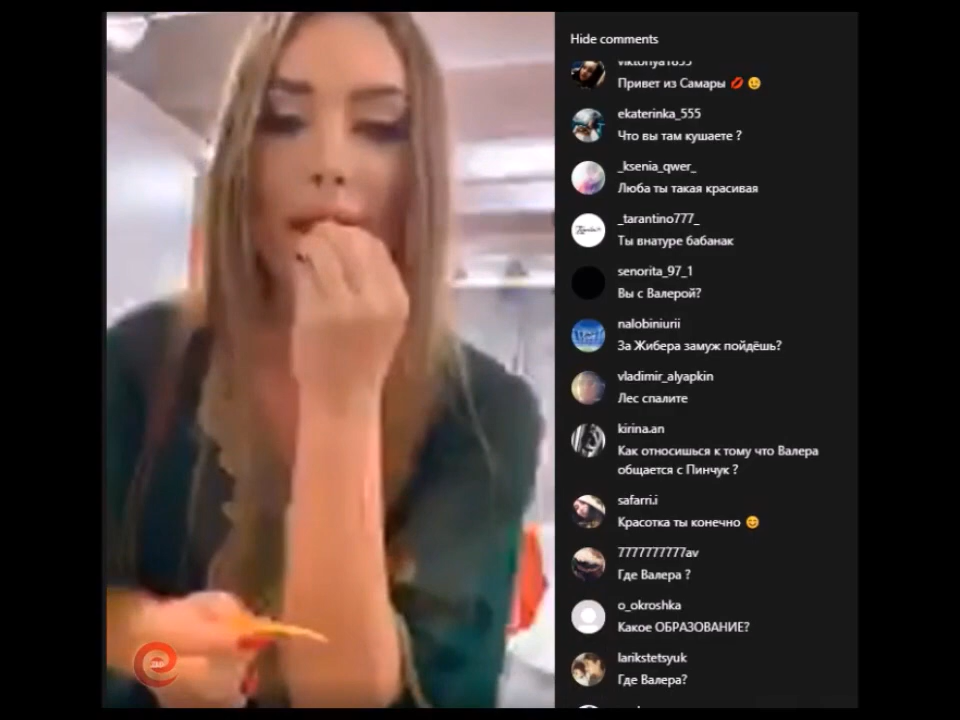 Hide comments
viktoriya1855
Привет из Самары 💋 🙂
ekaterinka_555
Что вы там кушаете ?
_ksenia_qwer_
Люба ты такая красивая
_tarantino777_
Ты внатуре бабанак
senorita_97_1
Вы с Валерой?
nalobiniurii
За Жибера замуж пойдёшь?
vladimir_alyapkin
Лес спалите
kirina.an
Как относишься к тому что Валера
общается с Пинчук ?
safarri.i
Красотка ты конечно 😊
7777777777av
Где Валера ?
o_okroshka
Какое ОБРАЗОВАНИЕ?
larikstetsyuk
Где Валера?